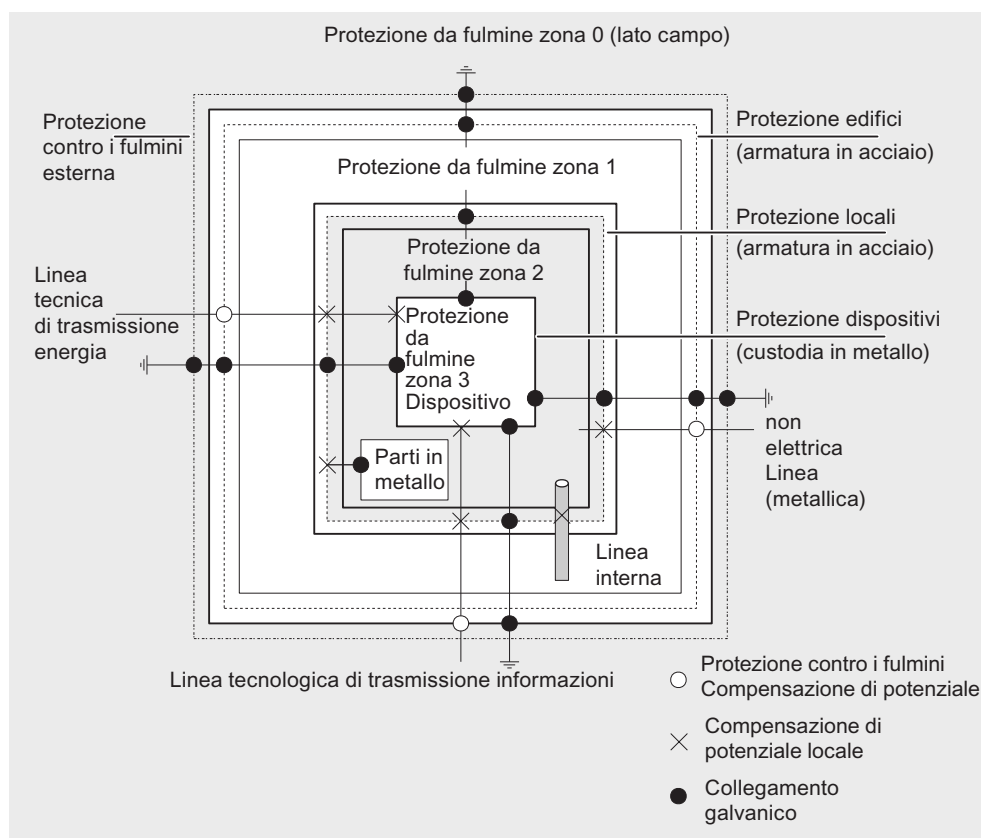 Protezione da fulmine zona 0 (lato campo)
Protezione
contro i fulmini
esterna
Protezione edifici
(armatura in acciaio)
Protezione da fulmine zona 1
Protezione locali
(armatura in acciaio)
Protezione da
fulmine zona 2
Linea
tecnica
di trasmissione
energia
Protezione
da
fulmine
zona 3
Dispositivo
Protezione dispositivi
(custodia in metallo)
non
elettrica
Linea
(metallica)
Parti in
metallo
Linea
interna
Linea tecnologica di trasmissione informazioni
Protezione contro i fulmini
Compensazione di potenziale
Compensazione di
potenziale locale
Collegamento
galvanico